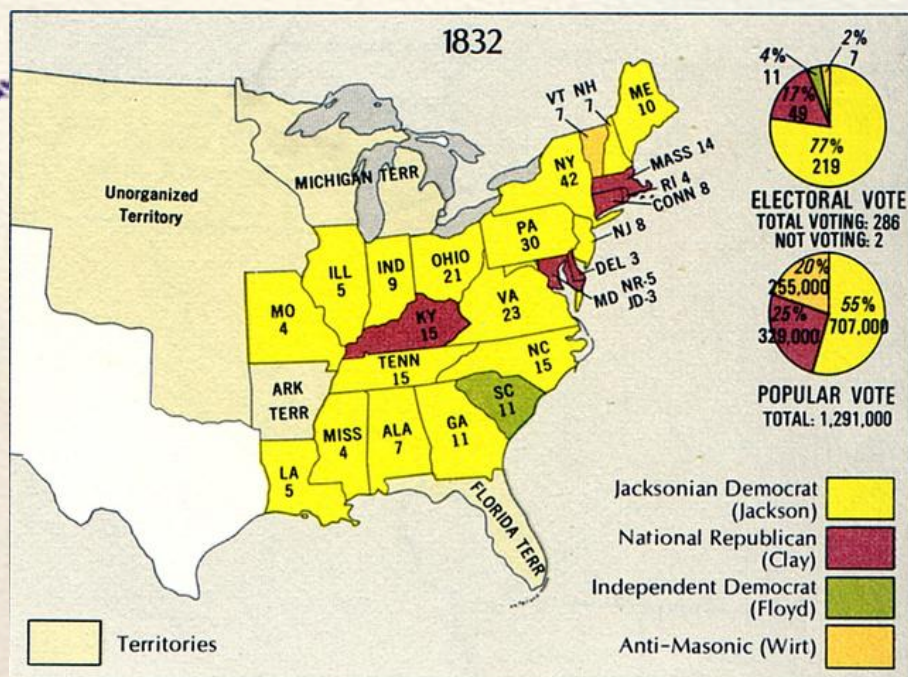 1832
Unorganized
Territory
MICHIGAN TERR
VT
7
NH
7
ME
10
NY
42
MASS 14
RI 4
CONN 8
NJ 8
PA
30
DEL 3
MD NR-5
JD-3
OHIO
21
IND
9
ILL
5
MO
4
KY
15
VA
23
NC
15
TENN
15
ARK
TERR
SC
11
MISS
4
ALA
7
GA
11
LA
5
FLORIDA TERR
4%
11
2%
7
17%
49
77%
219
ELECTORAL VOTE
TOTAL VOTING: 286
NOT VOTING: 2
20%
255,000
55%
707,000
25%
329,000
POPULAR VOTE
TOTAL: 1,291,000
Jacksonian Democrat
(Jackson)
National Republican
(Clay)
Independent Democrat
(Floyd)
Anti-Masonic (Wirt)
Territories